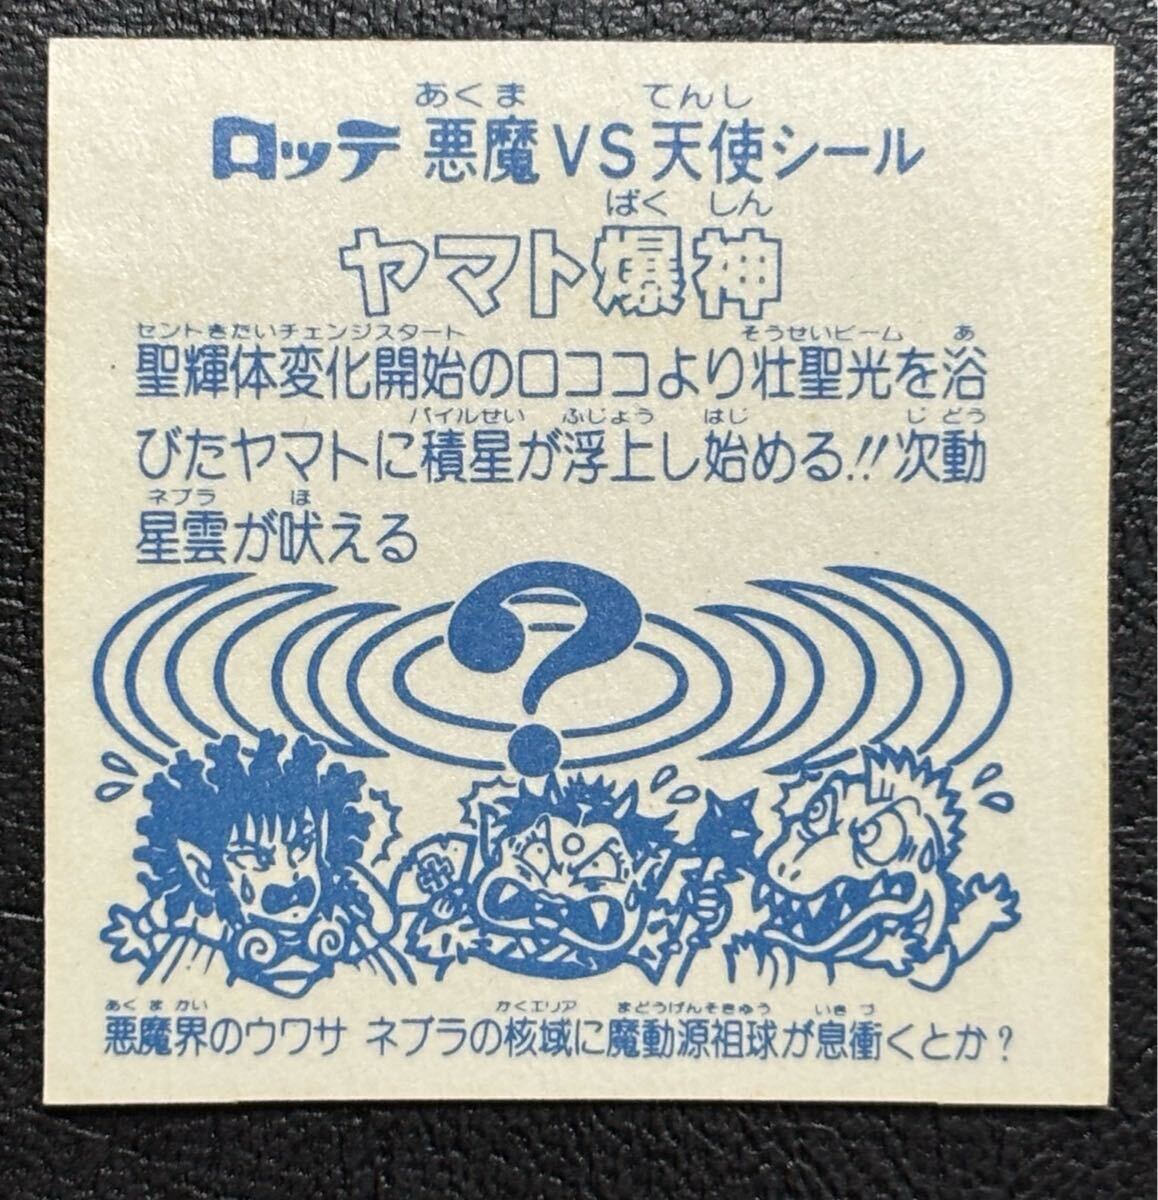 あくま てんし
ロッテ 悪魔VS天使シール
ばくしん
ヤマト爆神
セントきたいチェンジスタート そうせいビーム あ
聖輝体変化開始のロココより壮聖光を浴
パイルせい ふじょう はじ じどう
びたヤマトに積星が浮上し始める!!次動
ネブラ ほ
星雲が吠える
?
あくまかい かくエリア まどうげんそきゅう いきづ
悪魔界のウワサ ネブラの核域に魔動源祖球が息衝くとか?